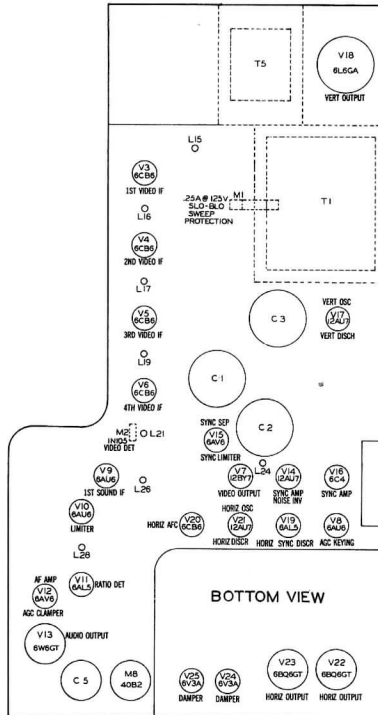 T5
V18
6L6GA
VERT OUTPUT
L15
V3
6CB6
1ST VIDEO IF
.25A @ 125V
SLO-BLO
SWEEP
PROTECTION
M1
T1
L16
V4
6CB6
2ND VIDEO IF
L17
V5
6CB6
3RD VIDEO IF
C3
VERT OSC
V17
12AU7
VERT DISCH
L19
V6
6CB6
4TH VIDEO IF
C1
M2
1N105
VIDEO DET
L21
SYNC SEP
V15
6AV6
SYNC LIMITER
C2
L24
V9
6AU6
1ST SOUND IF
L26
V7
12BY7
VIDEO OUTPUT
V14
12AU7
SYNC AMP
NOISE INV
V16
6C4
SYNC AMP
V10
6AU6
LIMITER
HORIZ AFC
V20
6CB6
HORIZ OSC
V21
12AU7
HORIZ DISCR
V19
6AL5
HORIZ SYNC DISCR
V8
6AU6
AGC KEYING
L28
V11
6AL5
RATIO DET
AF AMP
V12
6AV6
AGC CLAMPER
BOTTOM VIEW
V13
6W6GT
AUDIO OUTPUT
C5
M8
40B2
V25
6V3A
DAMPER
V24
6V3A
DAMPER
V23
6BQ6GT
HORIZ OUTPUT
V22
6BQ6GT
HORIZ OUTPUT